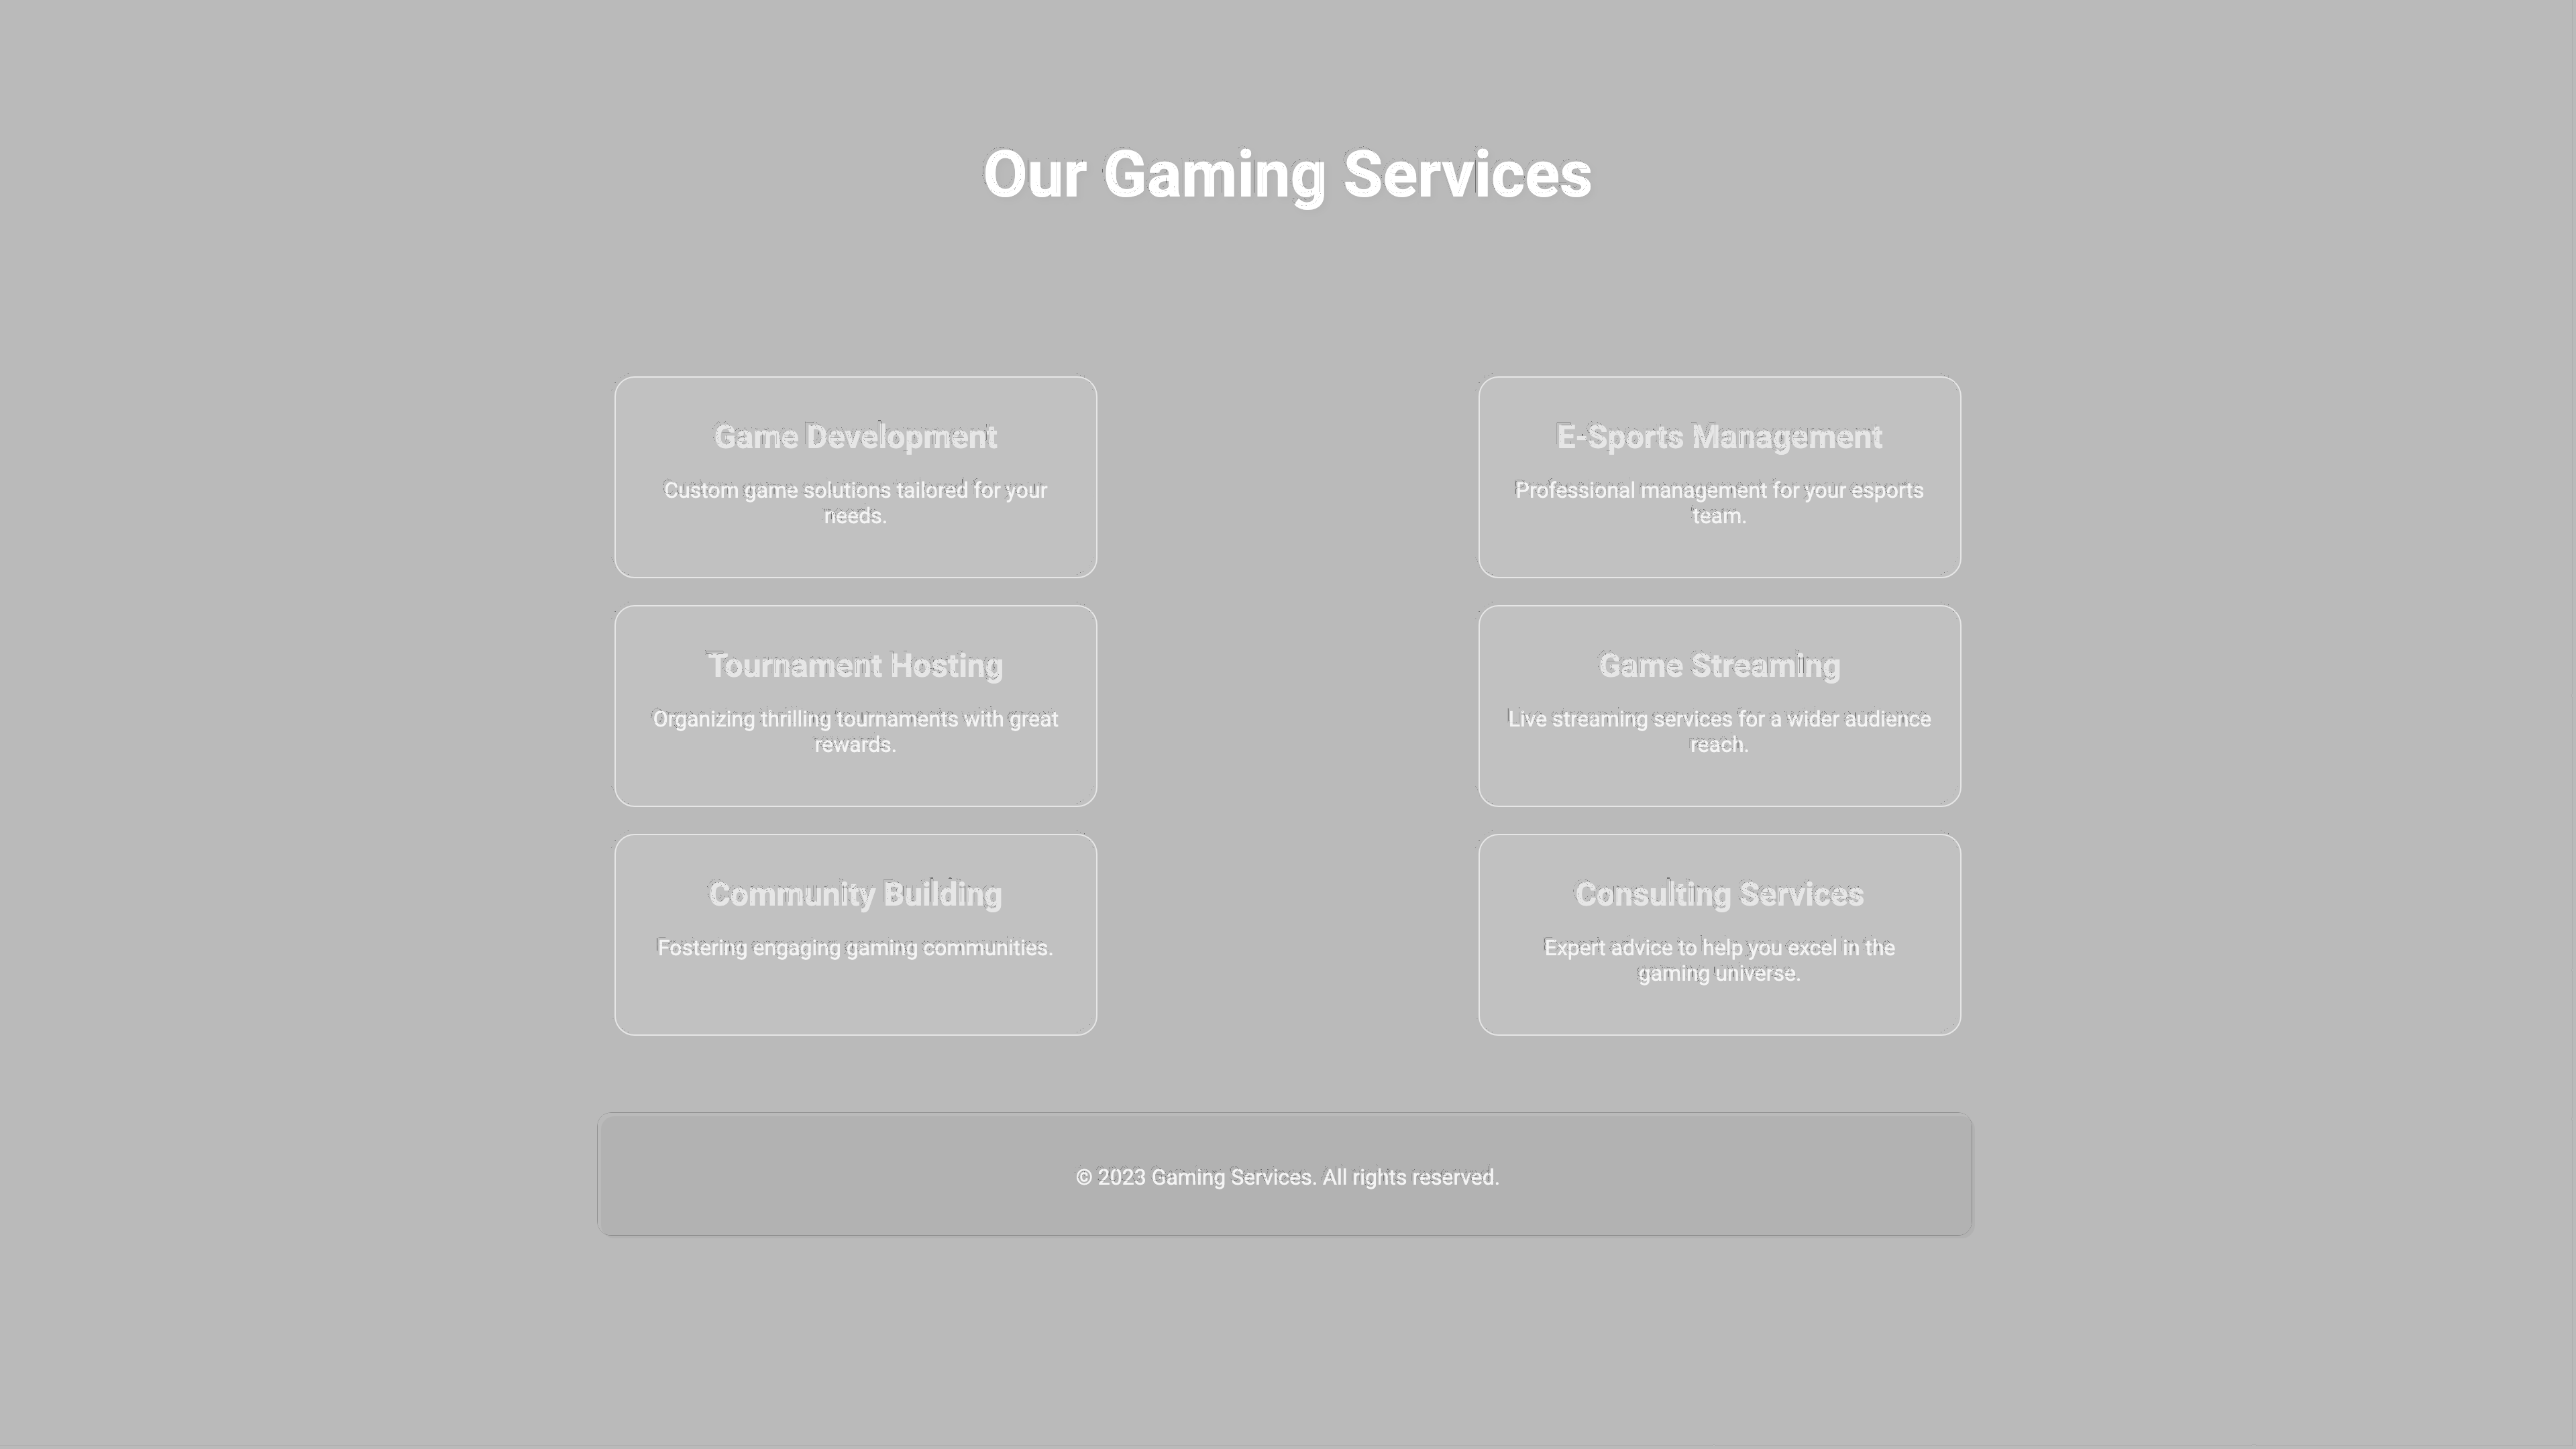 Our Gaming Services
Game Development
Custom game solutions tailored for your
needs.
E-Sports Management
Professional management for your esports
team.
Tournament Hosting
Organizing thrilling tournaments with great
rewards.
Game Streaming
Live streaming services for a wider audience
reach.
Community Building
Fostering engaging gaming communities.
Consulting Services
Expert advice to help you excel in the
gaming universe.
© 2023 Gaming Services. All rights reserved.